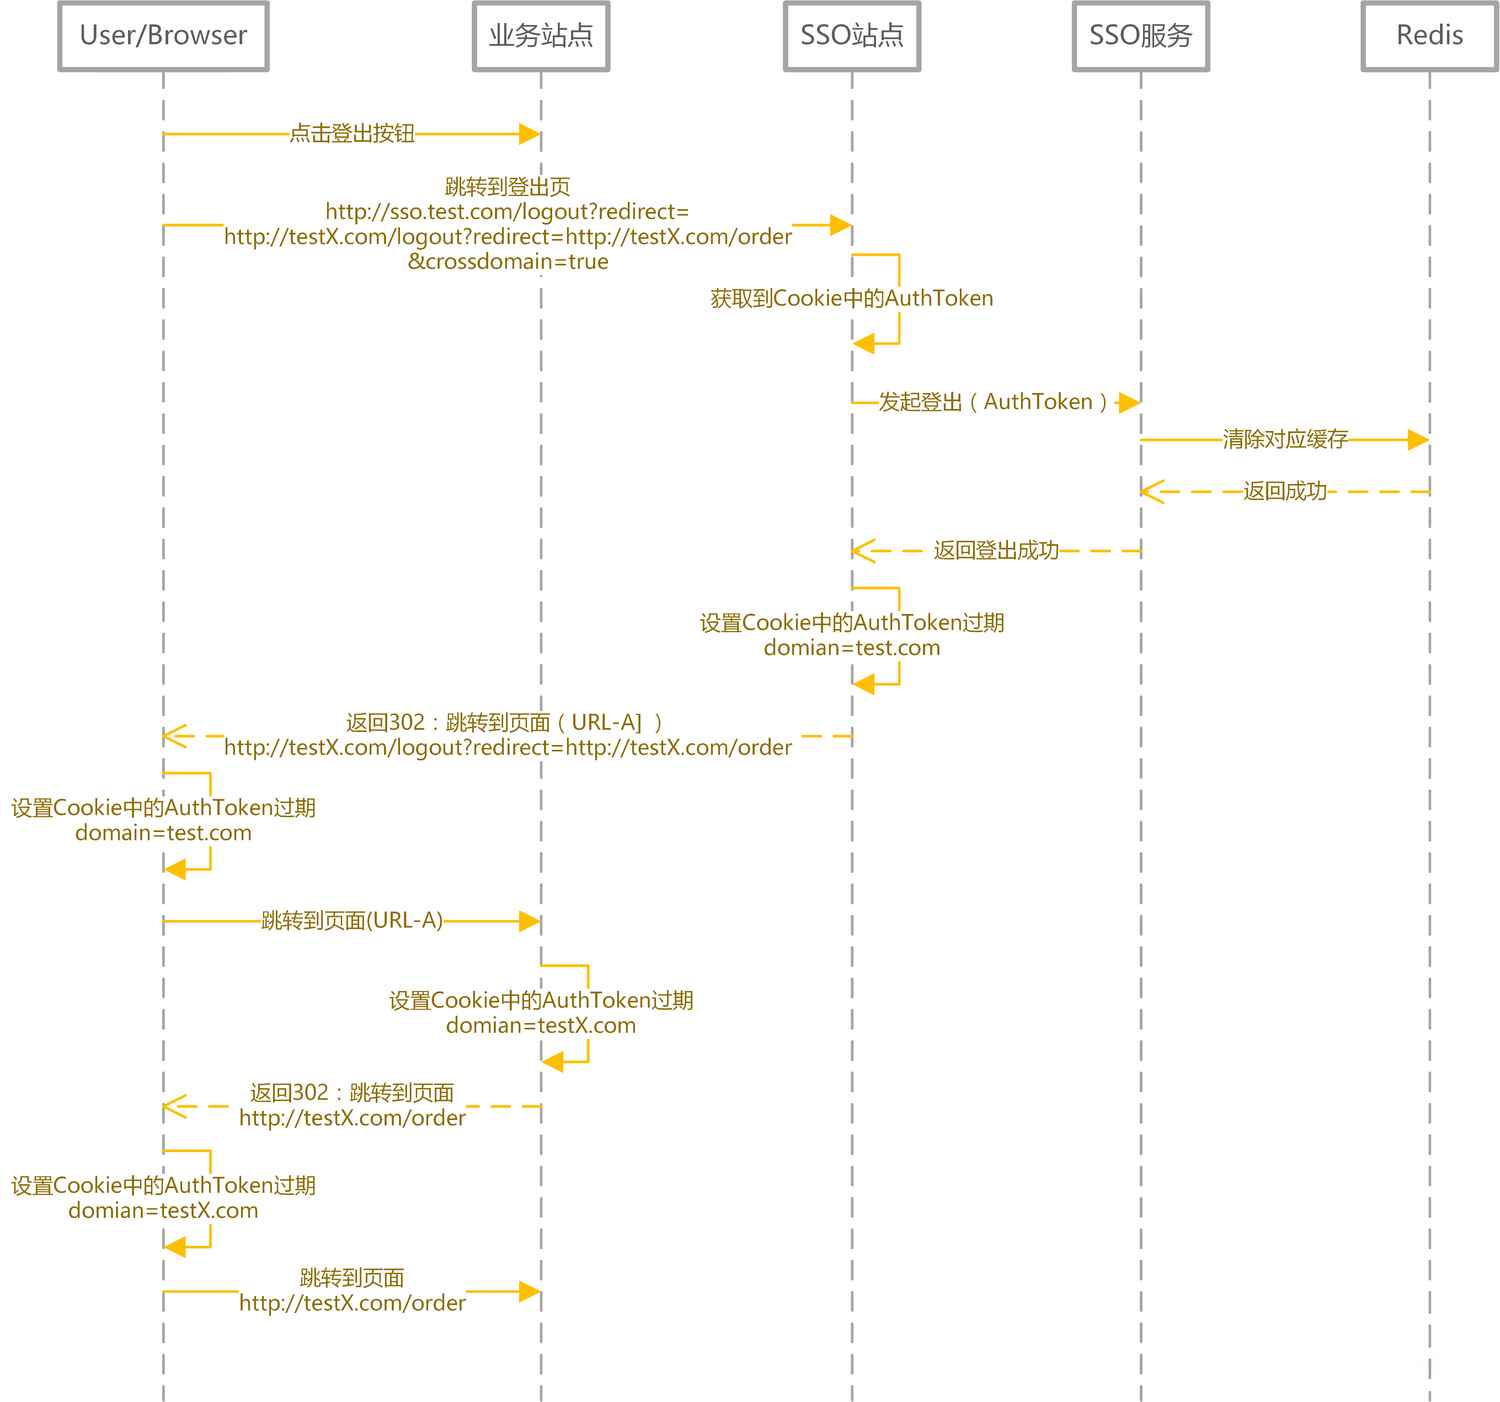 User/Browser
业务站点
SSO站点
SSO服务
Redis
点击登出按钮
跳转到登出页
http://sso.test.com/logout?redirect=
http://testX.com/logout?redirect=http://testX.com/order
&crossdomain=true
获取到Cookie中的AuthToken
发起登出（AuthToken）
清除对应缓存
返回成功
返回登出成功
设置Cookie中的AuthToken过期
domian=test.com
返回302：跳转到页面（URL-A］）
http://testX.com/logout?redirect=http://testX.com/order
设置Cookie中的AuthToken过期
domain=test.com
跳转到页面(URL-A)
设置Cookie中的AuthToken过期
domian=testX.com
返回302：跳转到页面
http://testX.com/order
设置Cookie中的AuthToken过期
domian=testX.com
跳转到页面
http://testX.com/order